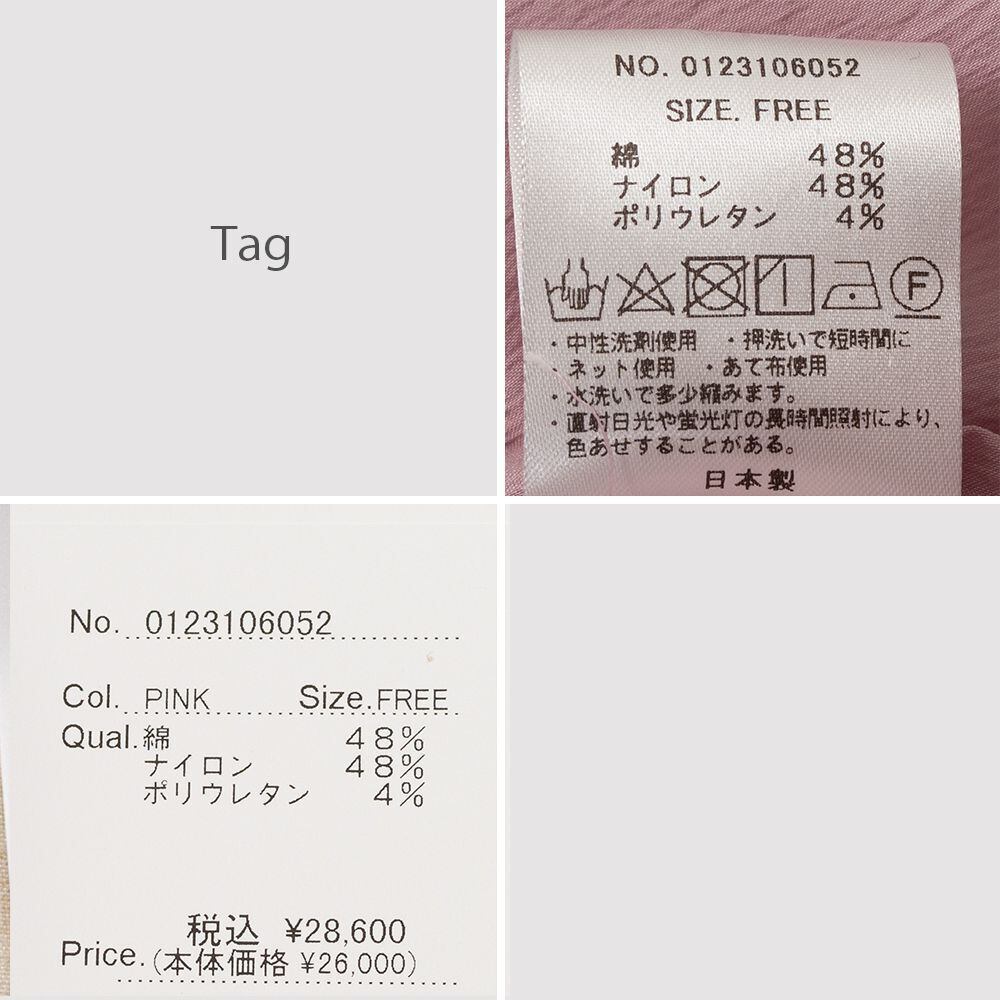 Tag
NO. 0123106052
SIZE. FREE
綿 48%
ナイロン 48%
ポリウレタン 4%
F
・中性洗剤使用 ・押洗いで短時間に
・ネット使用 ・あて布使用
・水洗いで多少縮みます。
・直射日光や蛍光灯の長時間照射により、
色あせすることがある。
日本製
No. 0123106052
Col. PINK Size. FREE
Qual. 綿 48%
ナイロン 48%
ポリウレタン 4%
税込 ¥28,600
Price. (本体価格 ¥26,000)